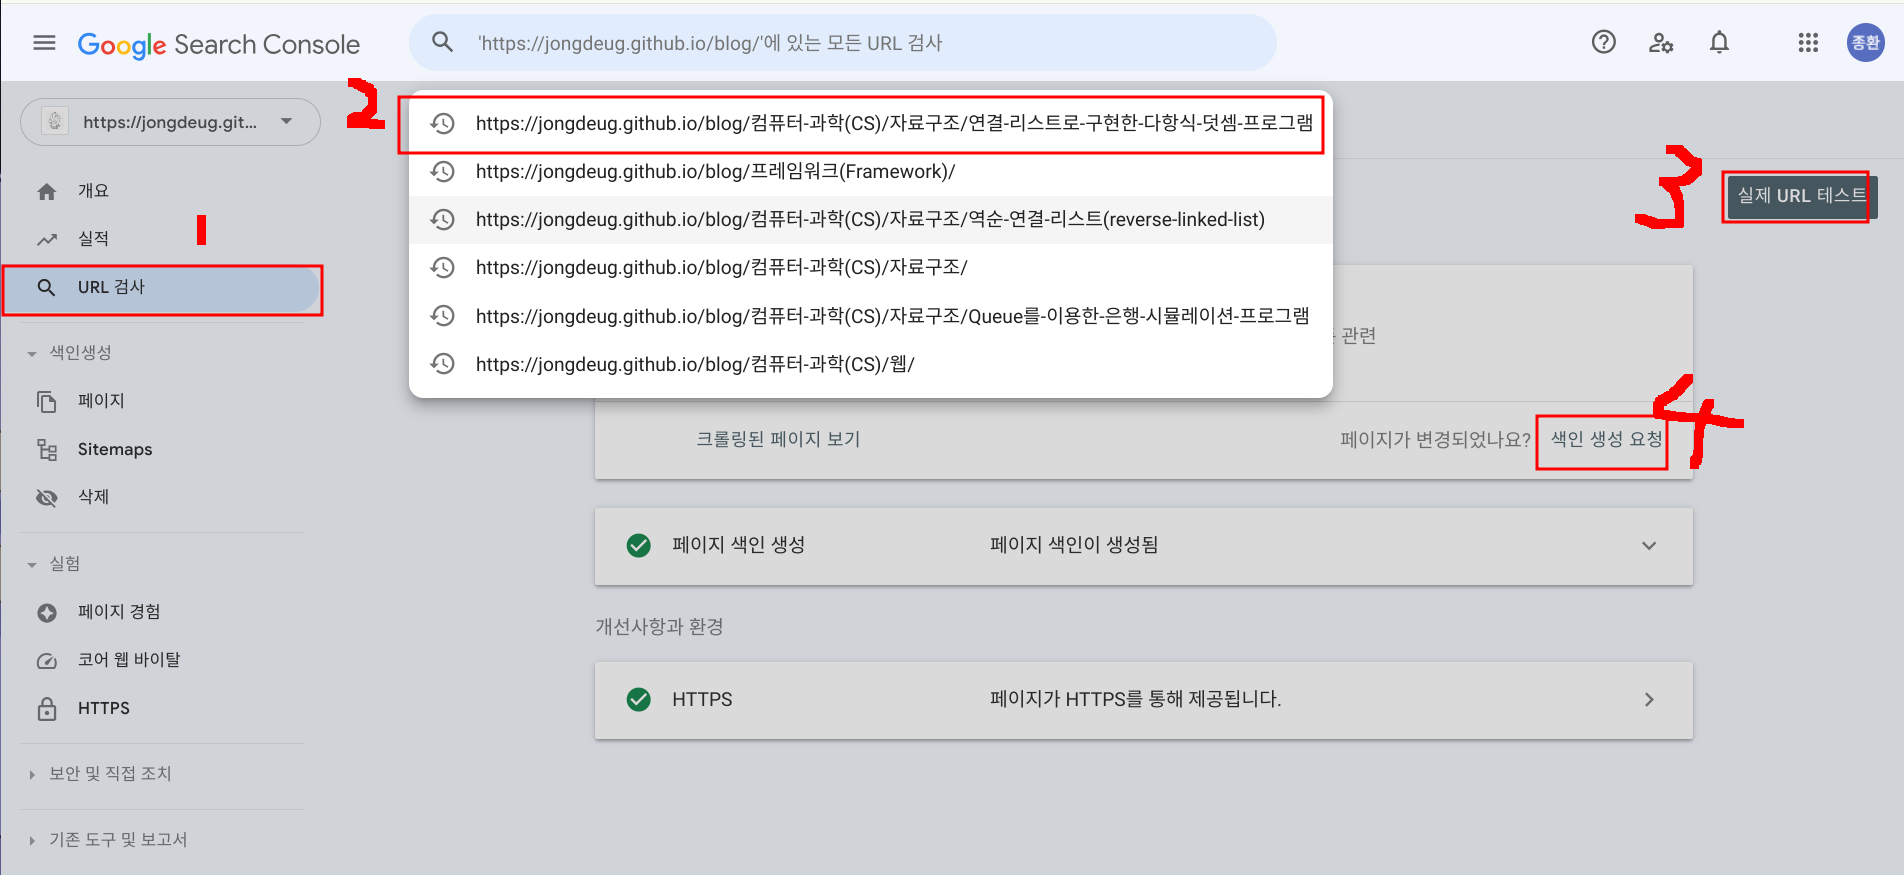 Google Search Console
'https://jongdeug.github.io/blog/'에 있는 모든 URL 검사
종환
https://jongdeug.git...
2
https://jongdeug.github.io/blog/컴퓨터-과학(CS)/자료구조/연결-리스트로-구현한-다항식-덧셈-프로그램
https://jongdeug.github.io/blog/프레임워크(Framework)/
https://jongdeug.github.io/blog/컴퓨터-과학(CS)/자료구조/역순-연결-리스트(reverse-linked-list)
https://jongdeug.github.io/blog/컴퓨터-과학(CS)/자료구조/
https://jongdeug.github.io/blog/컴퓨터-과학(CS)/자료구조/Queue를-이용한-은행-시뮬레이션-프로그램
https://jongdeug.github.io/blog/컴퓨터-과학(CS)/웹/
3
실제 URL 테스트
개요
실적
1
URL 검사
색인생성
페이지
Sitemaps
삭제
실험
페이지 경험
코어 웹 바이탈
HTTPS
보안 및 직접 조치
기존 도구 및 보고서
관련
크롤링된 페이지 보기
페이지가 변경되었나요?
색인 생성 요청
4
페이지 색인 생성
페이지 색인이 생성됨
개선사항과 환경
HTTPS
페이지가 HTTPS를 통해 제공됩니다.